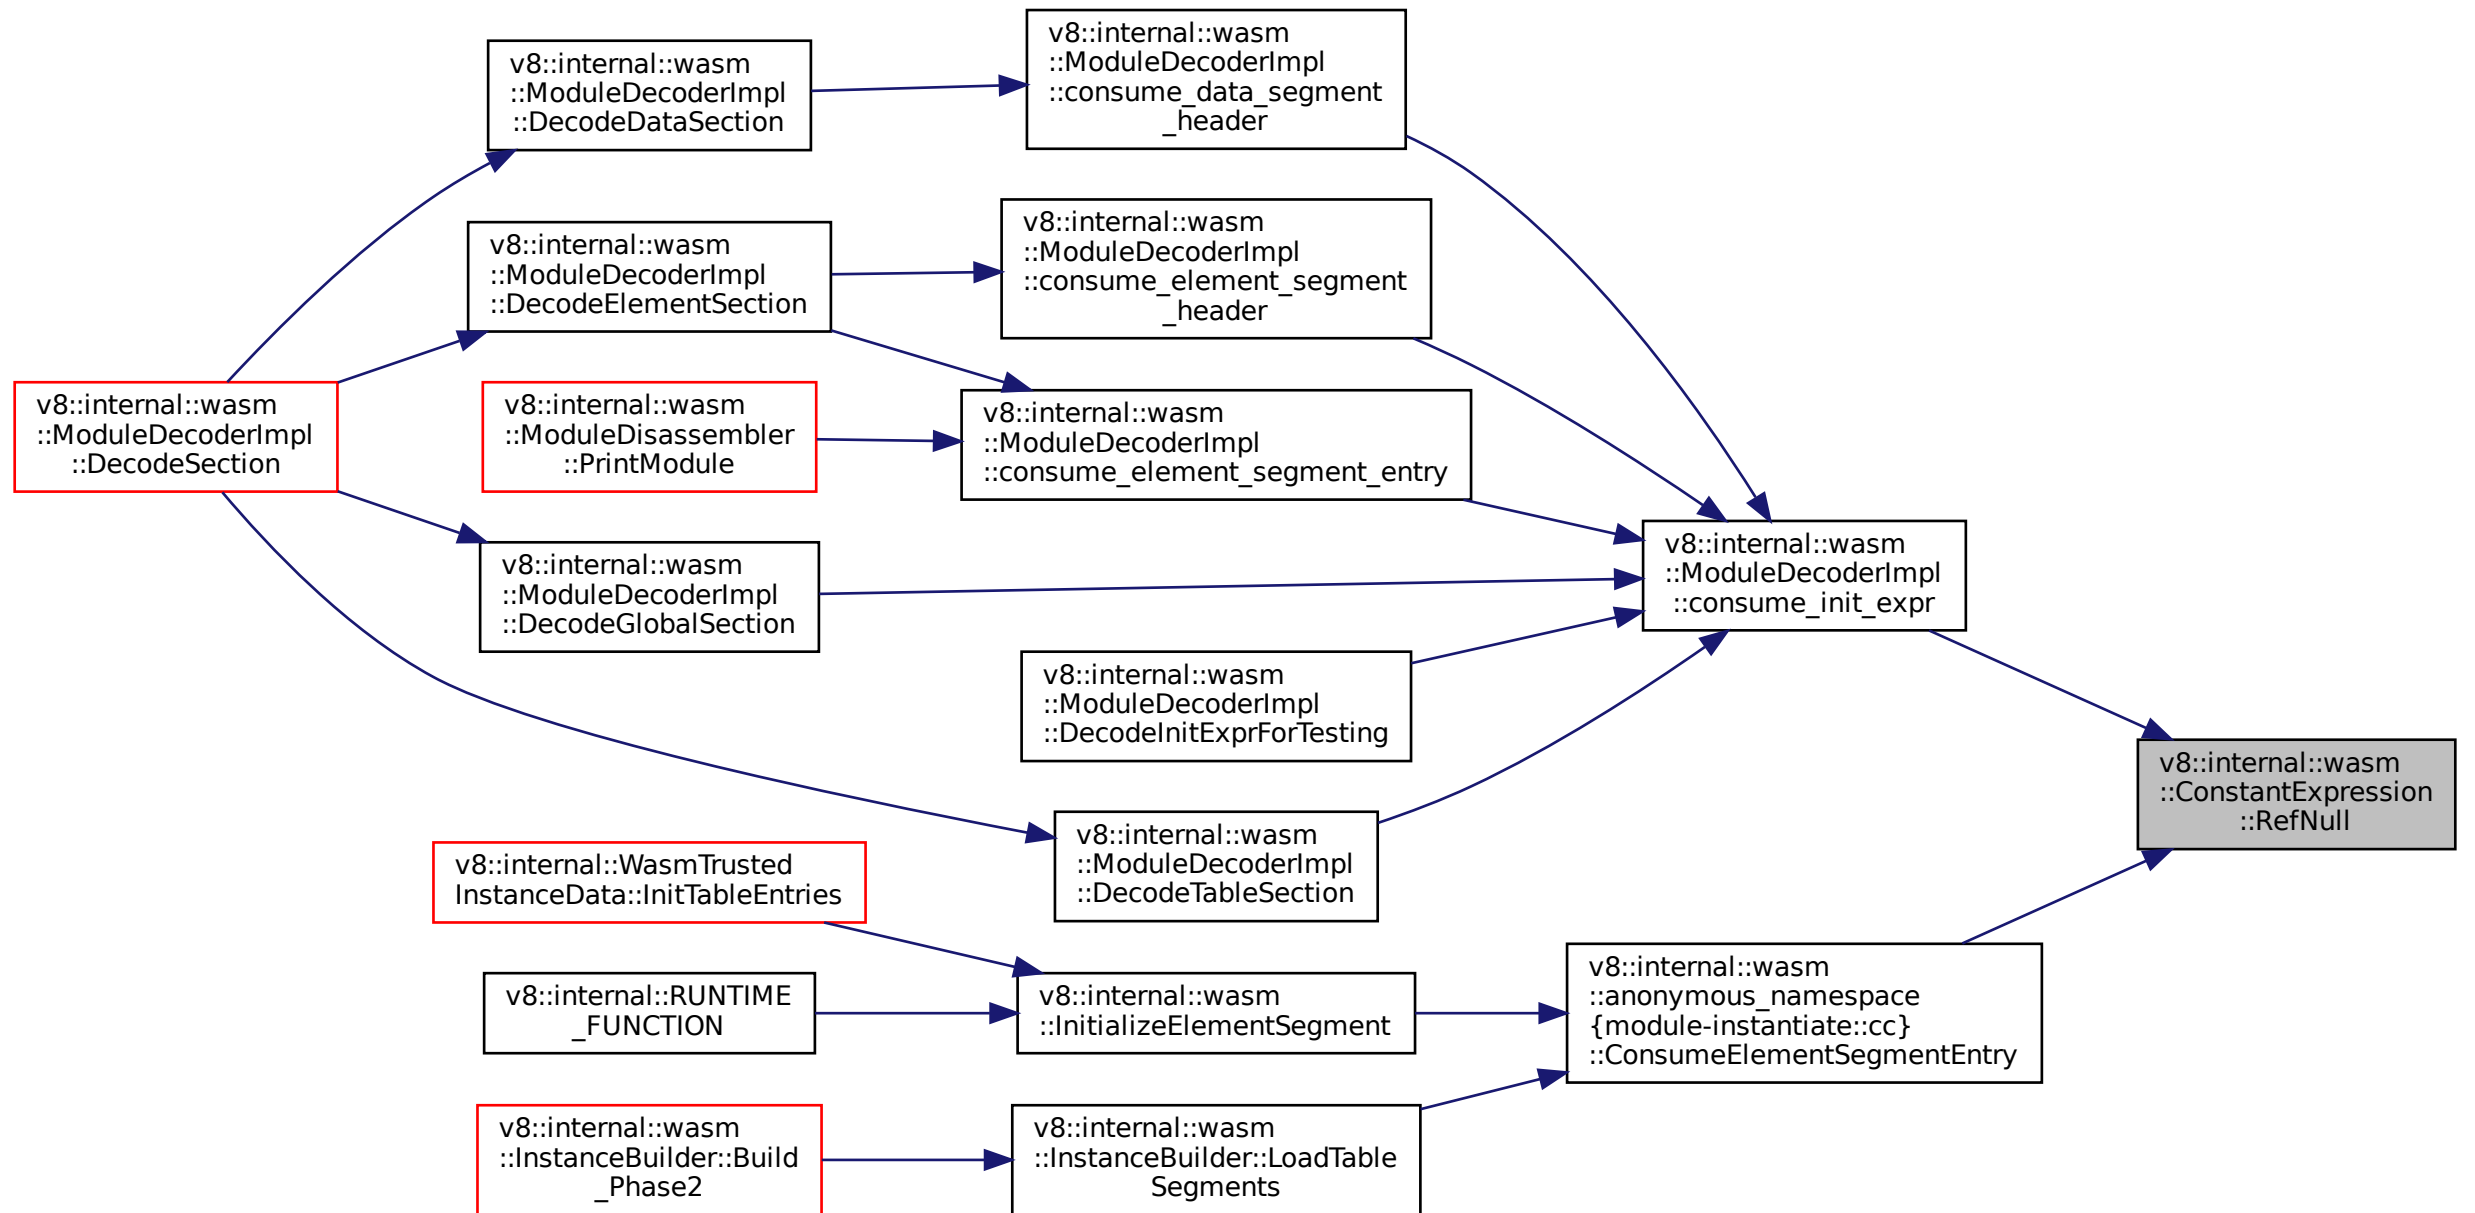 v8::internal::wasm
::ModuleDecoderImpl
::DecodeSection
v8::internal::wasm
::ModuleDecoderImpl
::DecodeDataSection
v8::internal::wasm
::ModuleDecoderImpl
::DecodeElementSection
v8::internal::wasm
::ModuleDisassembler
::PrintModule
v8::internal::wasm
::ModuleDecoderImpl
::DecodeGlobalSection
v8::internal::WasmTrusted
InstanceData::InitTableEntries
v8::internal::RUNTIME
_FUNCTION
v8::internal::wasm
::InstanceBuilder::Build
_Phase2
v8::internal::wasm
::ModuleDecoderImpl
::consume_data_segment
_header
v8::internal::wasm
::ModuleDecoderImpl
::consume_element_segment
_header
v8::internal::wasm
::ModuleDecoderImpl
::consume_element_segment_entry
v8::internal::wasm
::ModuleDecoderImpl
::DecodeInitExprForTesting
v8::internal::wasm
::ModuleDecoderImpl
::DecodeTableSection
v8::internal::wasm
::InitializeElementSegment
v8::internal::wasm
::InstanceBuilder::LoadTable
Segments
v8::internal::wasm
::ModuleDecoderImpl
::consume_init_expr
v8::internal::wasm
::anonymous_namespace
{module-instantiate::cc}
::ConsumeElementSegmentEntry
v8::internal::wasm
::ConstantExpression
::RefNull